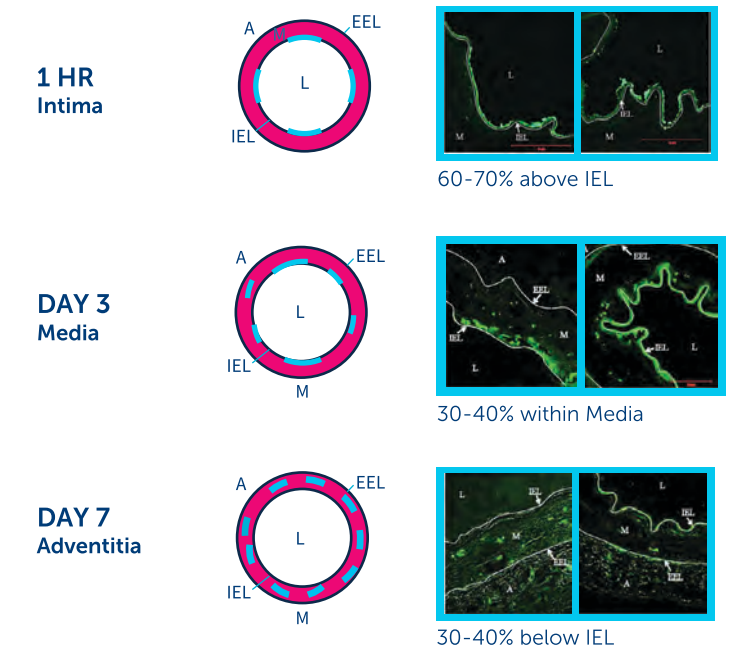 1 HR
Intima
A
M
EEL
L
IEL
L
IEL
M
L
IEL
M
60-70% above IEL
DAY 3
Media
A
EEL
L
IEL
M
A
EEL
M
IEL
L
EEL
M
IEL
L
30-40% within Media
DAY 7
Adventitia
A
EEL
L
IEL
M
L
IEL
M
EEL
A
L
IEL
M
EEL
A
30-40% below IEL